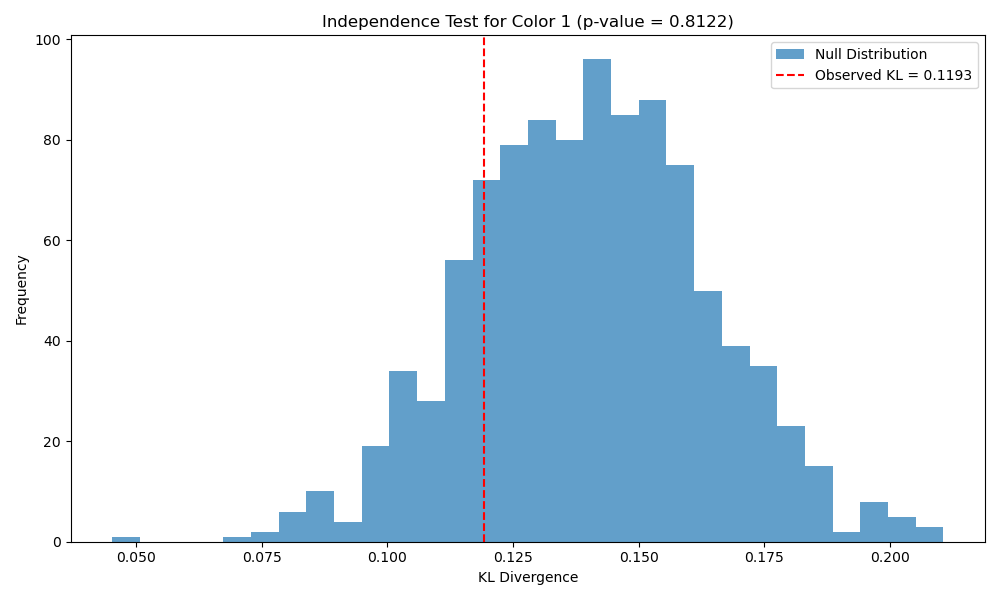 Independence Test for Color 1 (p-value = 0.8122)
Null Distribution
Observed KL = 0.1193
100
80
60
40
20
0
Frequency
0.050 0.075 0.100 0.125 0.150 0.175 0.200
KL Divergence